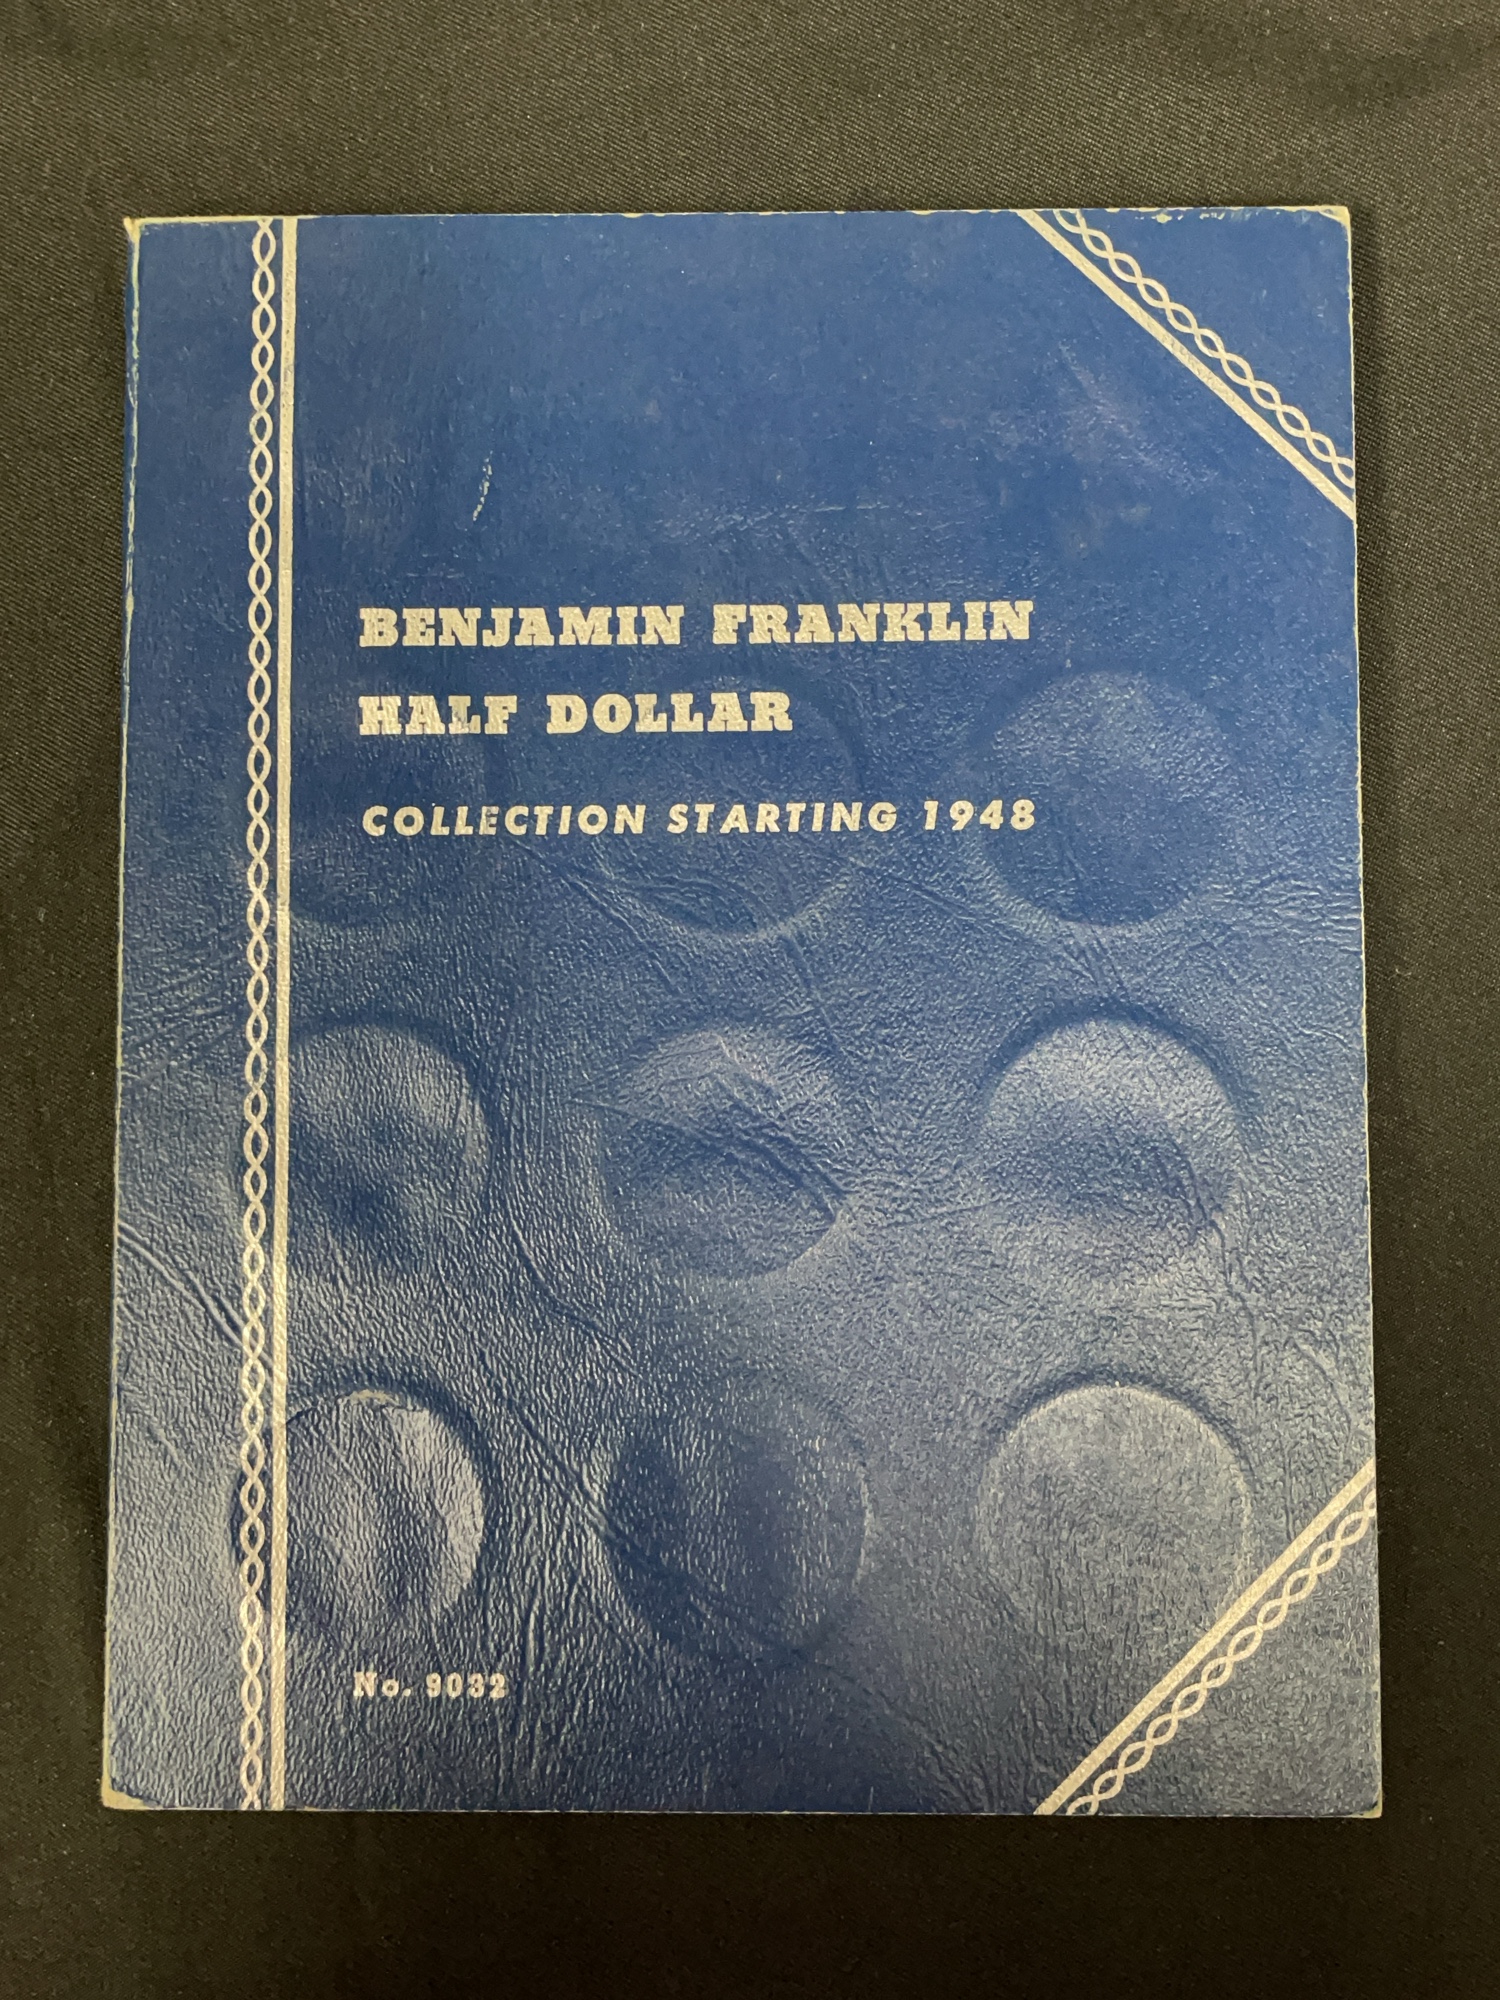 BENJAMIN FRANKLIN
HALF DOLLAR
COLLECTION STARTING 1948
No. 9032